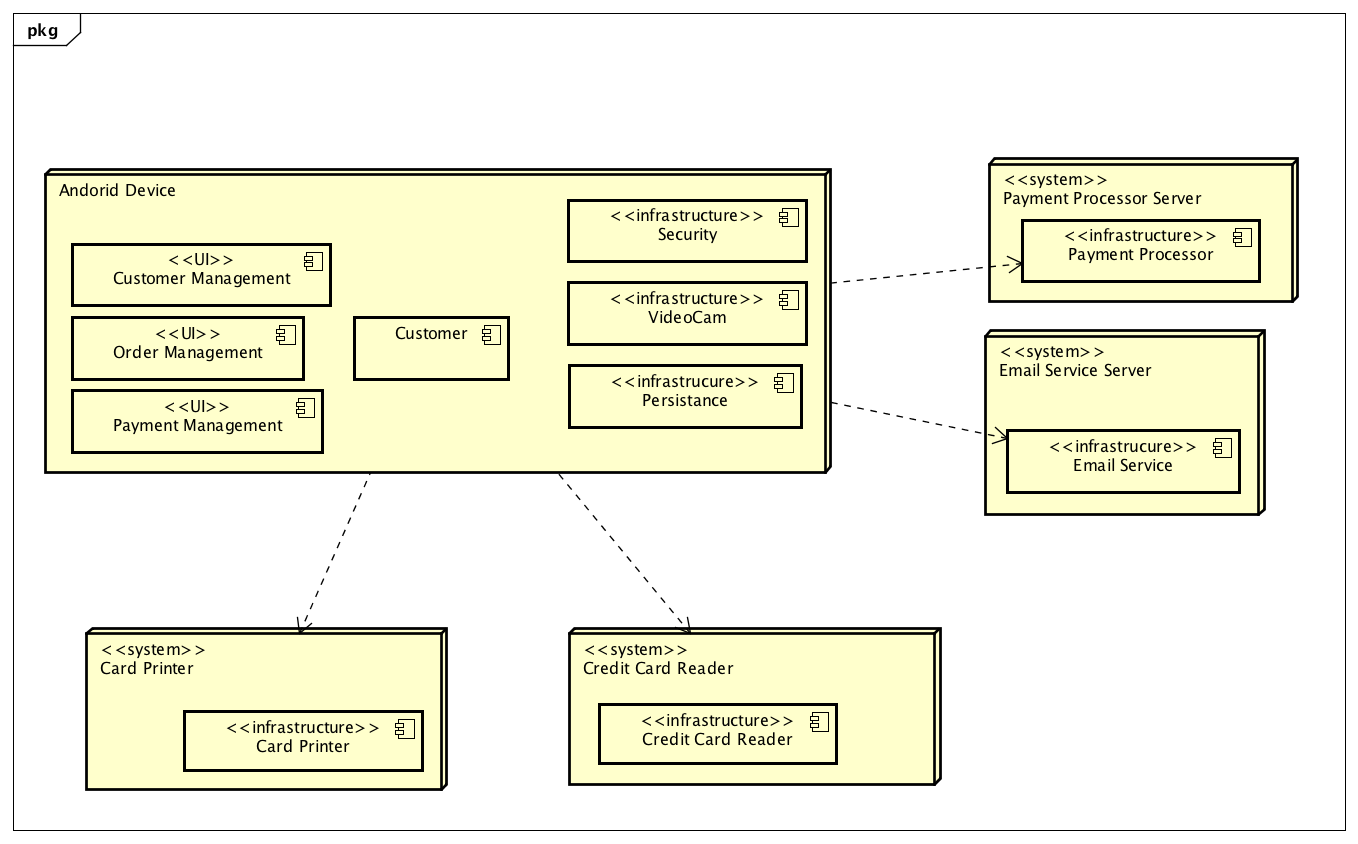 pkg
Andorid Device
<<UI>>
Customer Management
<<UI>>
Order Management
<<UI>>
Payment Management
Customer
<<infrastructure>>
Security
<<infrastructure>>
VideoCam
<<infrastrucure>>
Persistance
<<system>>
Payment Processor Server
<<infrastructure>>
Payment Processor
<<system>>
Email Service Server
<<infrastrucure>>
Email Service
<<system>>
Card Printer
<<infrastructure>>
Card Printer
<<system>>
Credit Card Reader
<<infrastructure>>
Credit Card Reader